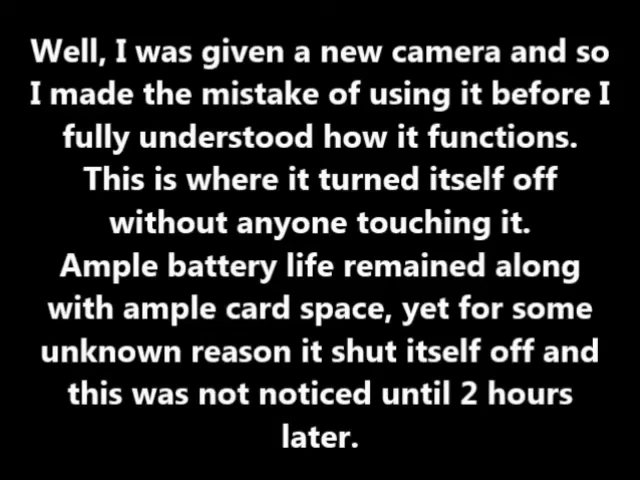 Well, I was given a new camera and so
I made the mistake of using it before I
fully understood how it functions.
This is where it turned itself off
without anyone touching it.
Ample battery life remained along
with ample card space, yet for some
unknown reason it shut itself off and
this was not noticed until 2 hours
later.